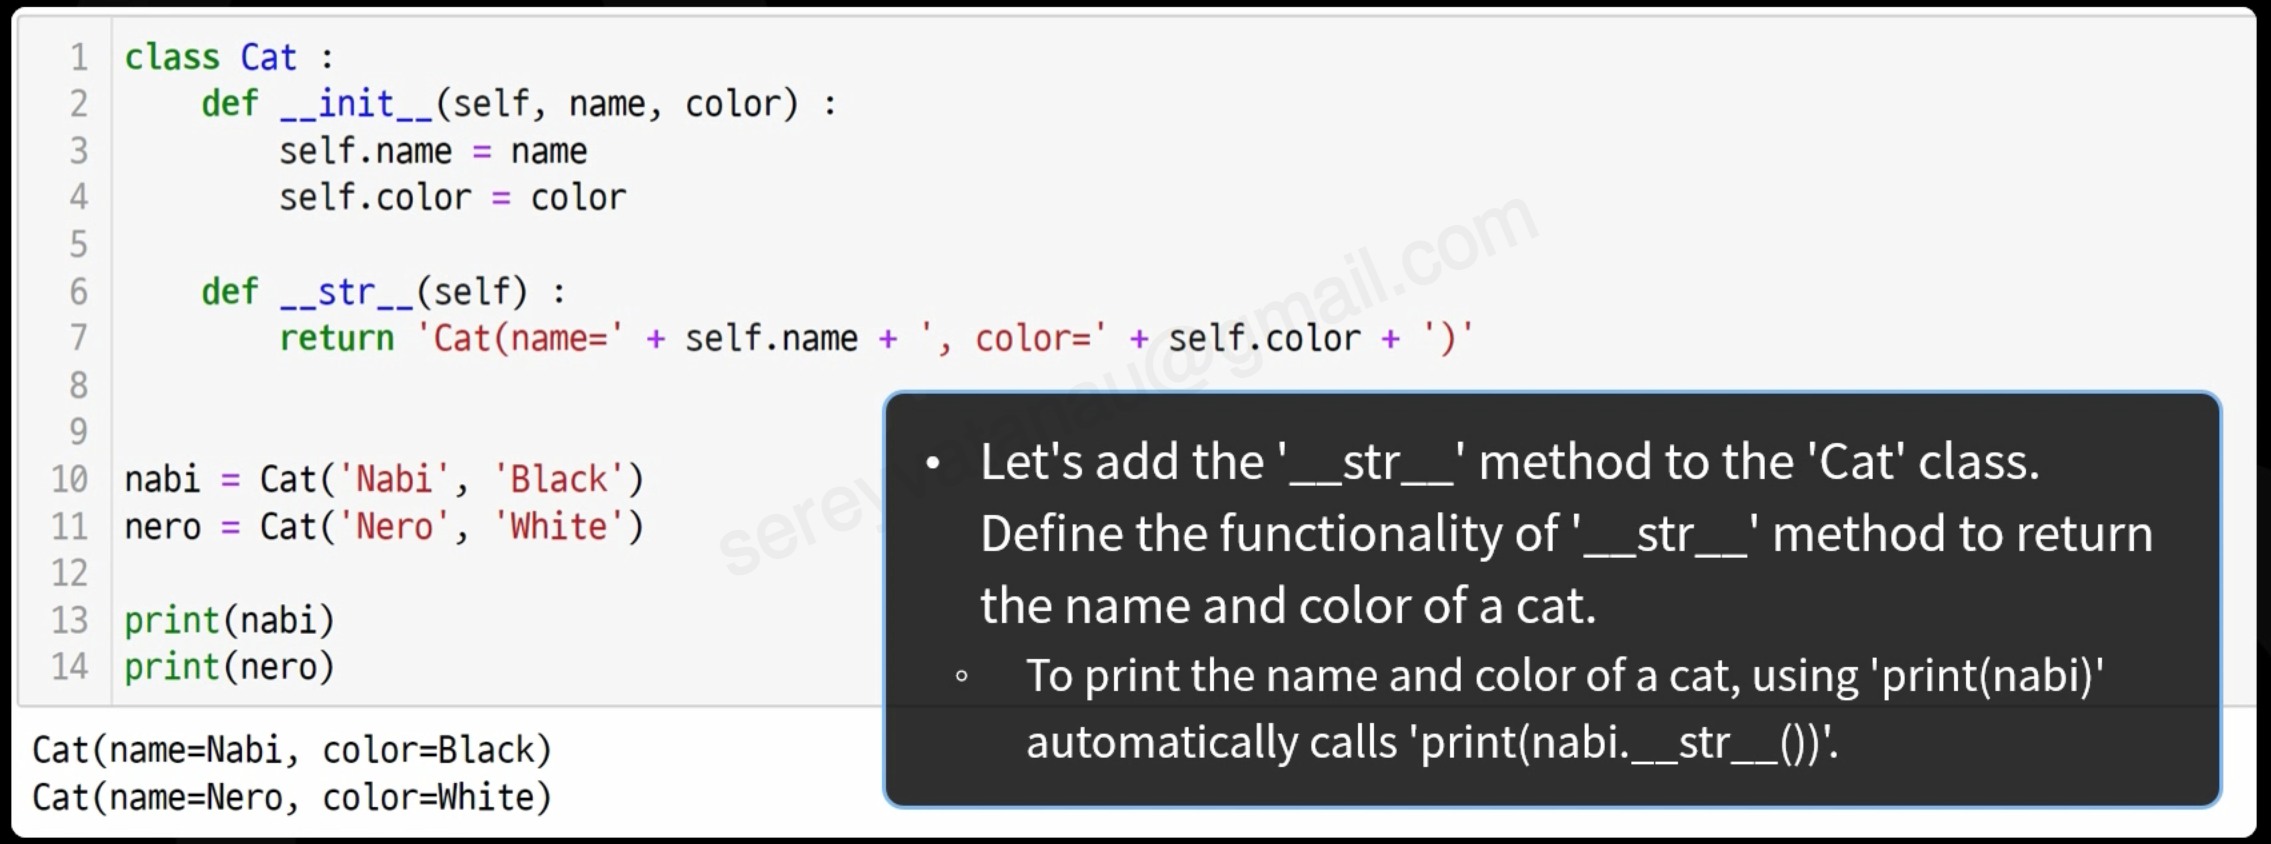 1 class Cat :
2     def __init__(self, name, color) :
3         self.name = name
4         self.color = color
5
6     def __str__(self) :
7         return 'Cat(name=' + self.name + ', color=' + self.color + ')'
8
9
10 nabi = Cat('Nabi', 'Black')
11 nero = Cat('Nero', 'White')
12
13 print(nabi)
14 print(nero)
Cat(name=Nabi, color=Black)
Cat(name=Nero, color=White)
• Let's add the '__str__' method to the 'Cat' class.
Define the functionality of '__str__' method to return
the name and color of a cat.
◦ To print the name and color of a cat, using 'print(nabi)'
automatically calls 'print(nabi.__str__())'.
sereyvatanau@gmail.com